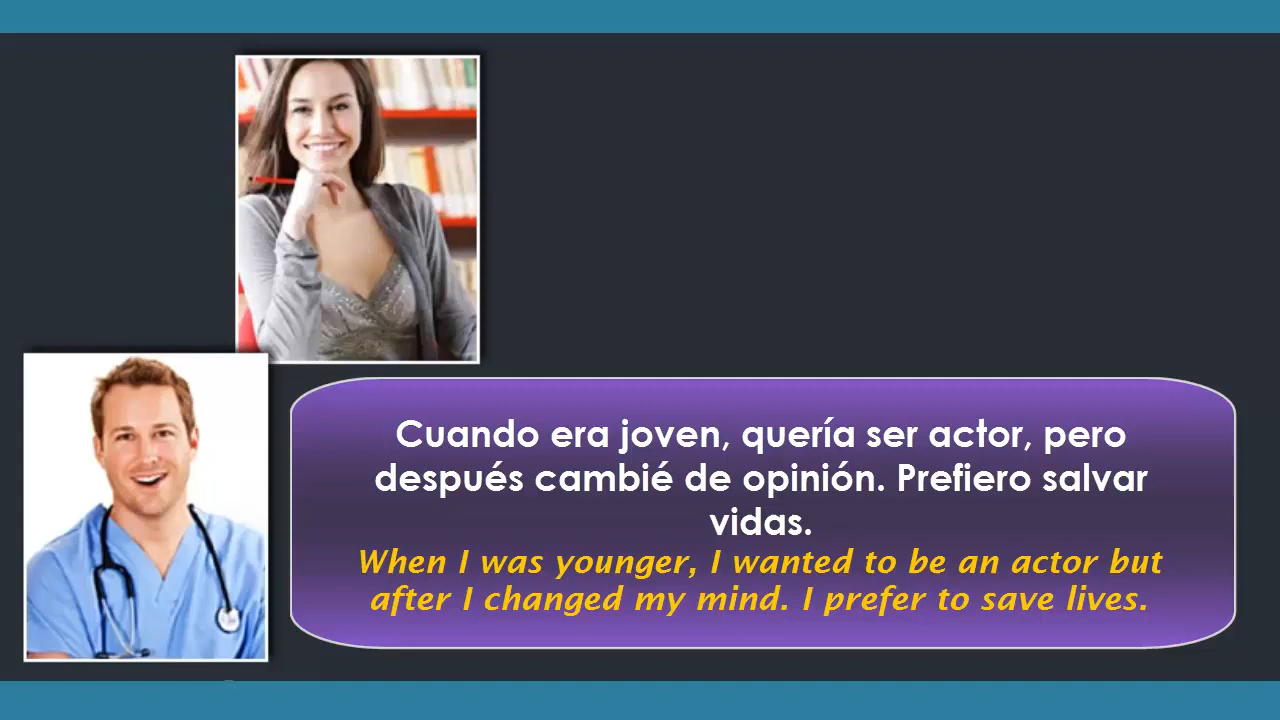 Cuando era joven, quería ser actor, pero
después cambié de opinión. Prefiero salvar
vidas.
When I was younger, I wanted to be an actor but
after I changed my mind. I prefer to save lives.